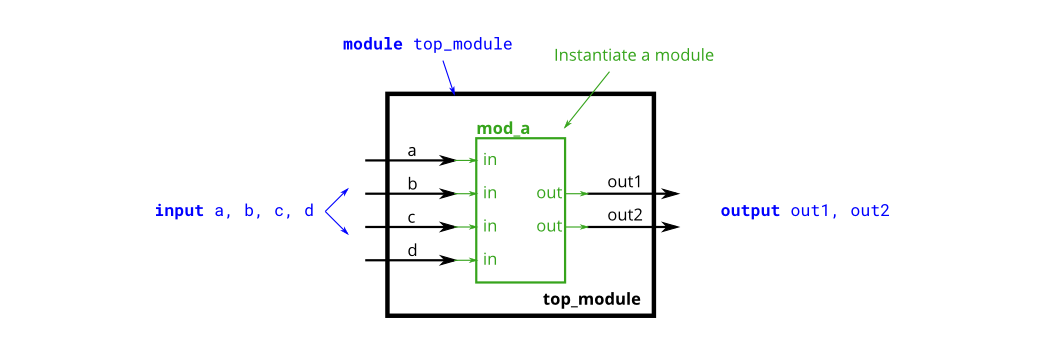 module top_module
Instantiate a module
mod_a
a in
b in out out1
input a, b, c, d
output out1, out2
c in out out2
d in
top_module